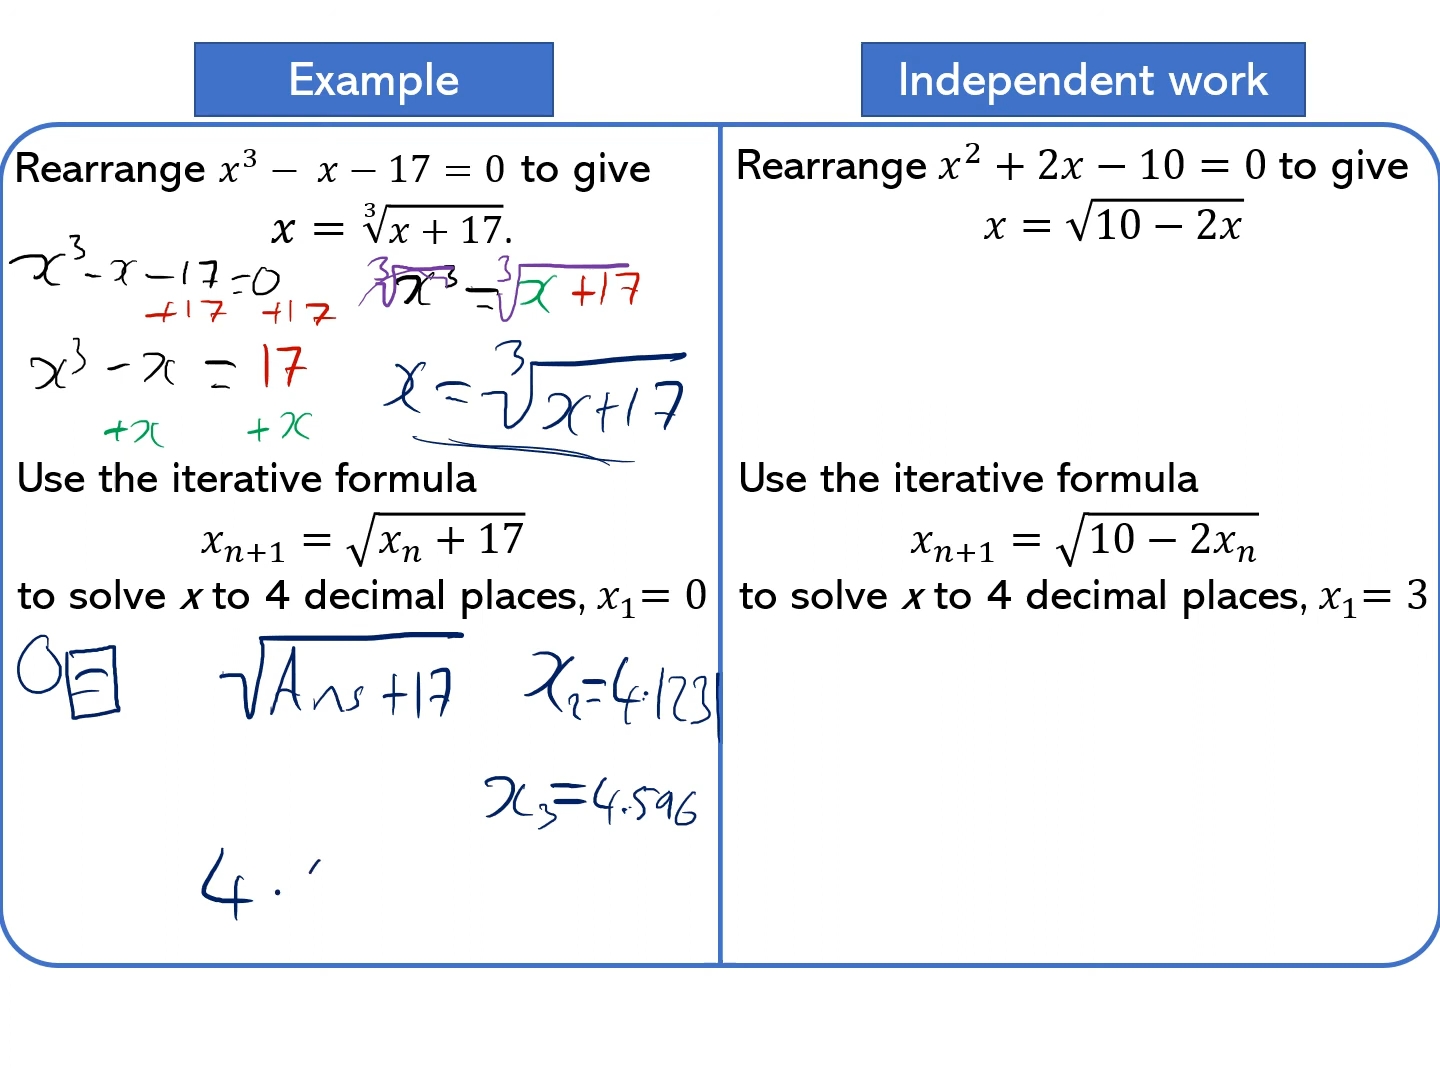 Example
Rearrange x³ − x − 17 = 0 to give
x = ∛(x + 17).
x³ - x - 17 = 0
+17 +17
x³ - x = 17
+x +x
∛x³ = ∛x +17
x = ∛x+17
Use the iterative formula
xₙ₊₁ = √(xₙ + 17)
to solve x to 4 decimal places, x₁= 0
0 =
√Ans +17
x₂=4.1231
x₃=4.596
4.
Independent work
Rearrange x² + 2x − 10 = 0 to give
x = √(10 − 2x)
Use the iterative formula
xₙ₊₁ = √(10 − 2xₙ)
to solve x to 4 decimal places, x₁= 3